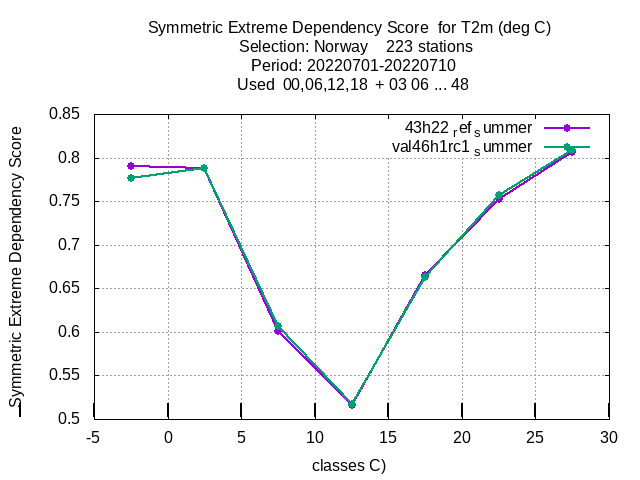 Symmetric Extreme Dependency Score  for T2m (deg C)
Selection: Norway    223 stations
Period: 20220701-20220710
Used  00,06,12,18  + 03 06 ... 48
43h22 refsummer
val46h1rc1 summer
Symmetric Extreme Dependency Score
0.85
0.8
0.75
0.7
0.65
0.6
0.55
0.5
-5 0 5 10 15 20 25 30
classes C)